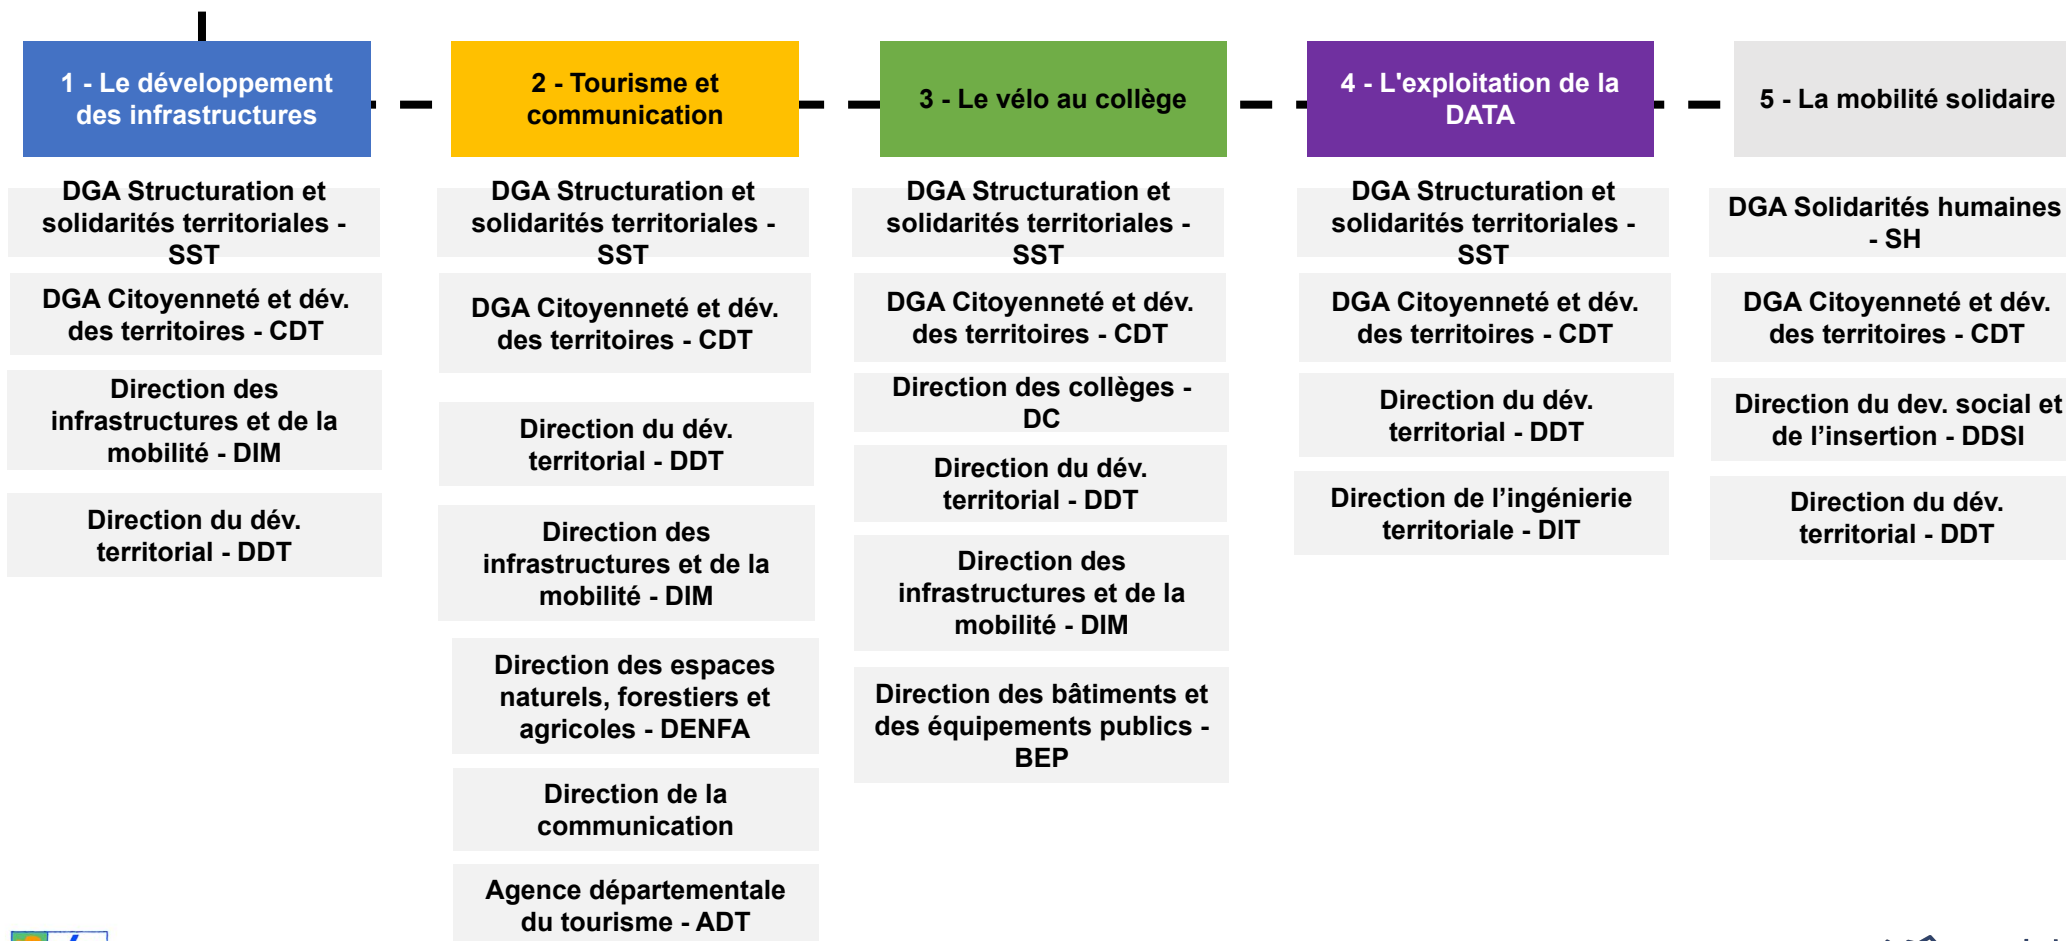 1 - Le développement
des infrastructures
2 - Tourisme et
communication
3 - Le vélo au collège
4 - L'exploitation de la
DATA
5 - La mobilité solidaire
DGA Structuration et
solidarités territoriales -
SST
DGA Citoyenneté et dév.
des territoires - CDT
Direction des
infrastructures et de la
mobilité - DIM
Direction du dév.
territorial - DDT
DGA Structuration et
solidarités territoriales -
SST
DGA Citoyenneté et dév.
des territoires - CDT
Direction du dév.
territorial - DDT
Direction des
infrastructures et de la
mobilité - DIM
Direction des espaces
naturels, forestiers et
agricoles - DENFA
Direction de la
communication
Agence départementale
du tourisme - ADT
DGA Structuration et
solidarités territoriales -
SST
DGA Citoyenneté et dév.
des territoires - CDT
Direction des collèges -
DC
Direction du dév.
territorial - DDT
Direction des
infrastructures et de la
mobilité - DIM
Direction des bâtiments et
des équipements publics -
BEP
DGA Structuration et
solidarités territoriales -
SST
DGA Citoyenneté et dév.
des territoires - CDT
Direction du dév.
territorial - DDT
Direction de l’ingénierie
territoriale - DIT
DGA Solidarités humaines
- SH
DGA Citoyenneté et dév.
des territoires - CDT
Direction du dev. social et
de l’insertion - DDSI
Direction du dév.
territorial - DDT